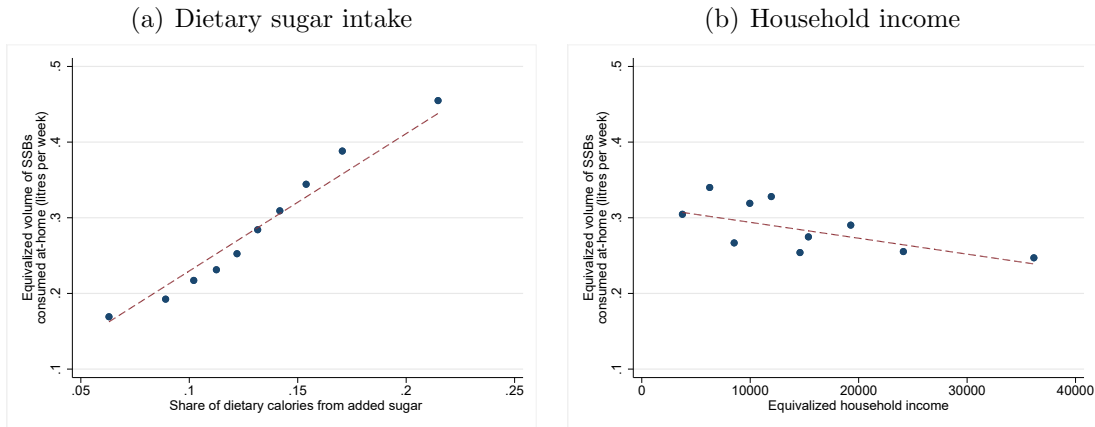 (a) Dietary sugar intake
Equivalized volume of SSBs
consumed at-home (litres per week)
.5
.4
.3
.2
.1
.05
.1
.15
.2
.25
Share of dietary calories from added sugar
(b) Household income
Equivalized volume of SSBs
consumed at-home (litres per week)
.5
.4
.3
.2
.1
0
10000
20000
30000
40000
Equivalized household income